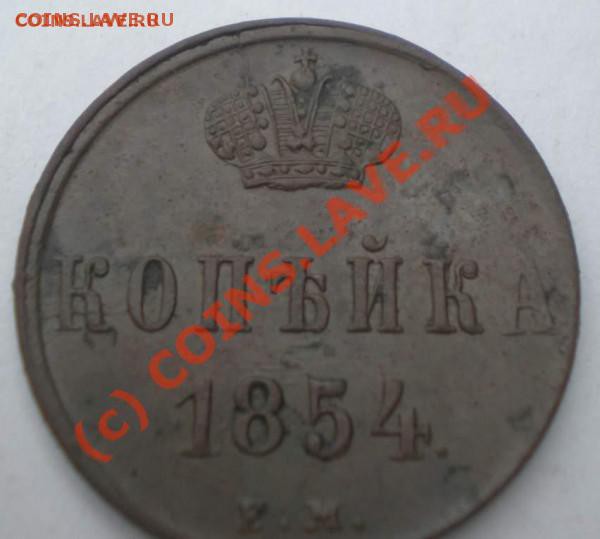 COINS.LAVE.RU
КОПѢЙКА
1854.
Е.М.
(c) COINS.LAVE.RU